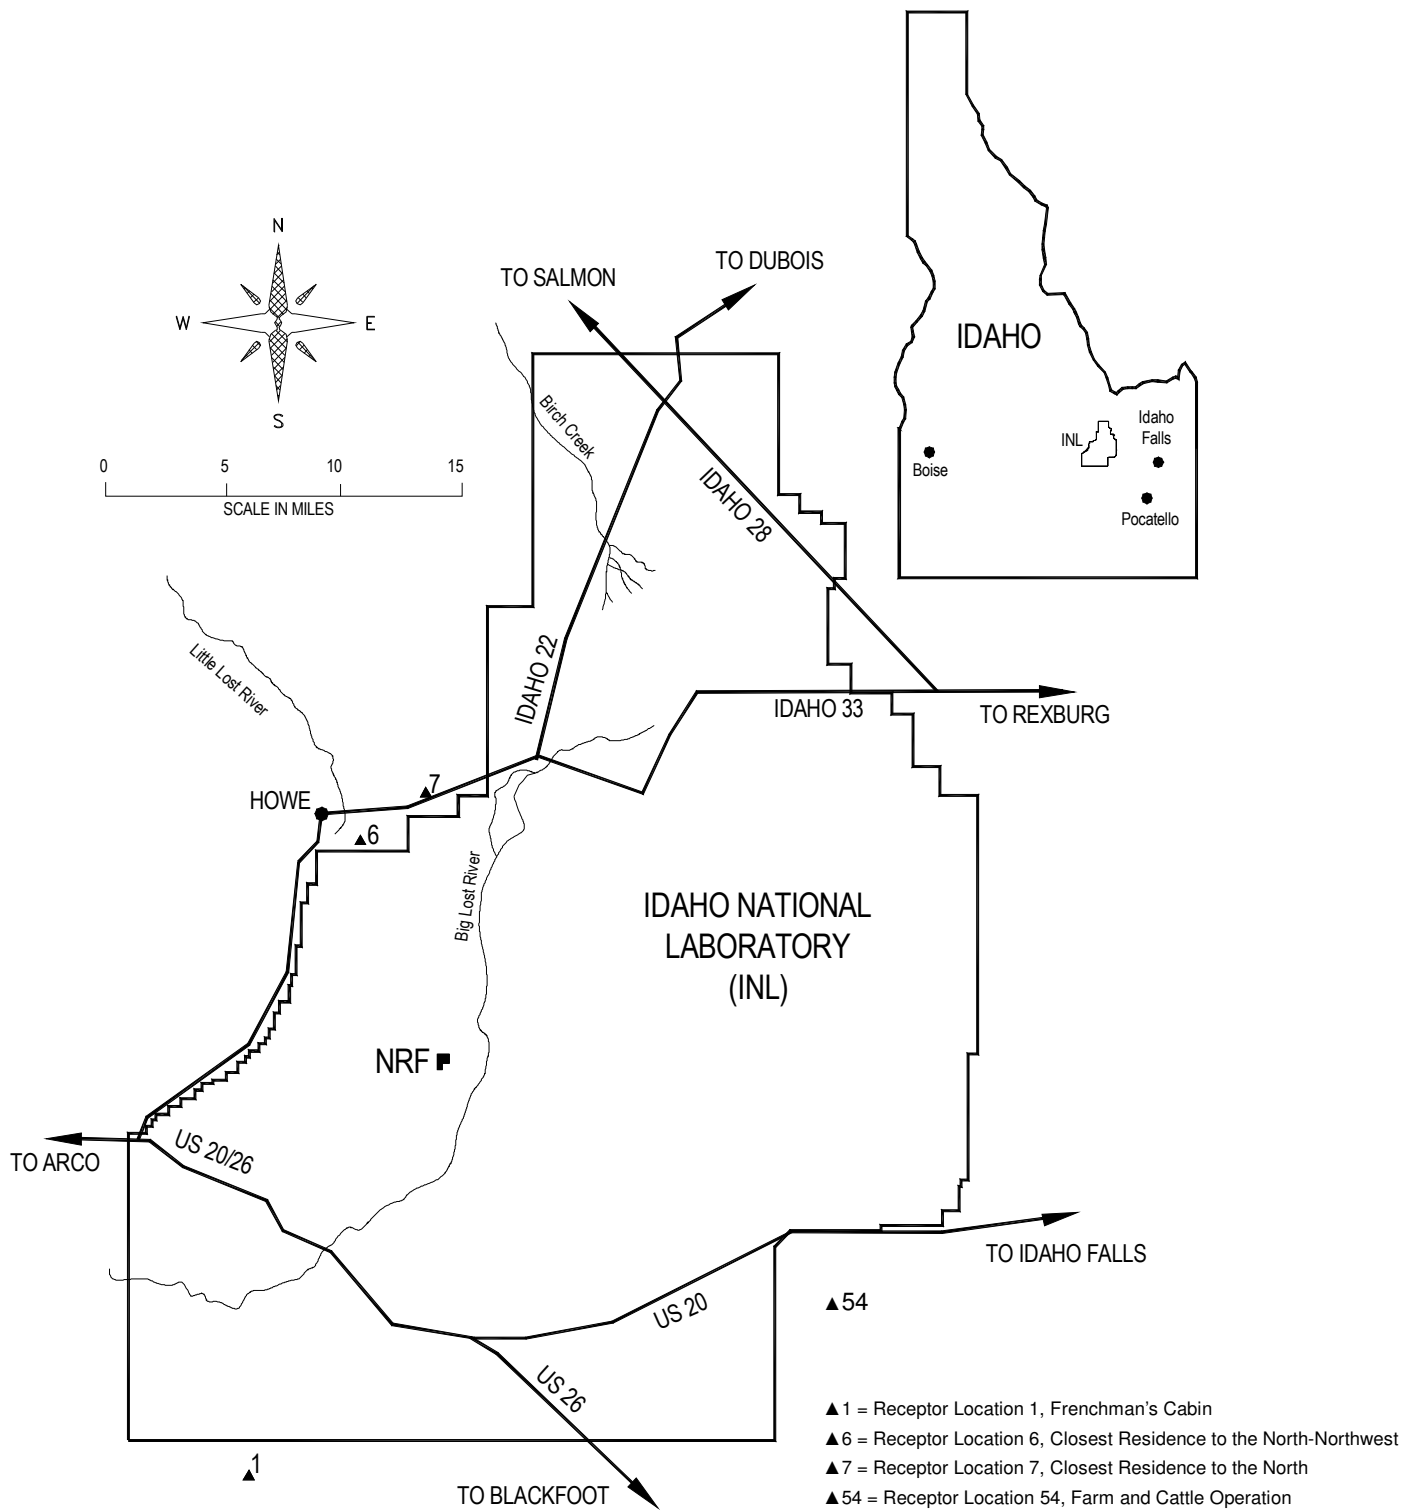 N
W
E
S
0
5
10
15
SCALE IN MILES
TO SALMON
TO DUBOIS
IDAHO
INL
Idaho
Falls
Boise
Pocatello
Birch Creek
IDAHO 28
Little Lost River
IDAHO 22
IDAHO 33
TO REXBURG
7
HOWE
6
Big Lost River
IDAHO NATIONAL
LABORATORY
(INL)
NRF
TO ARCO
US 20/26
TO IDAHO FALLS
54
US 20
US 26
1
TO BLACKFOOT
▲1 = Receptor Location 1, Frenchman's Cabin
▲6 = Receptor Location 6, Closest Residence to the North-Northwest
▲7 = Receptor Location 7, Closest Residence to the North
▲54 = Receptor Location 54, Farm and Cattle Operation